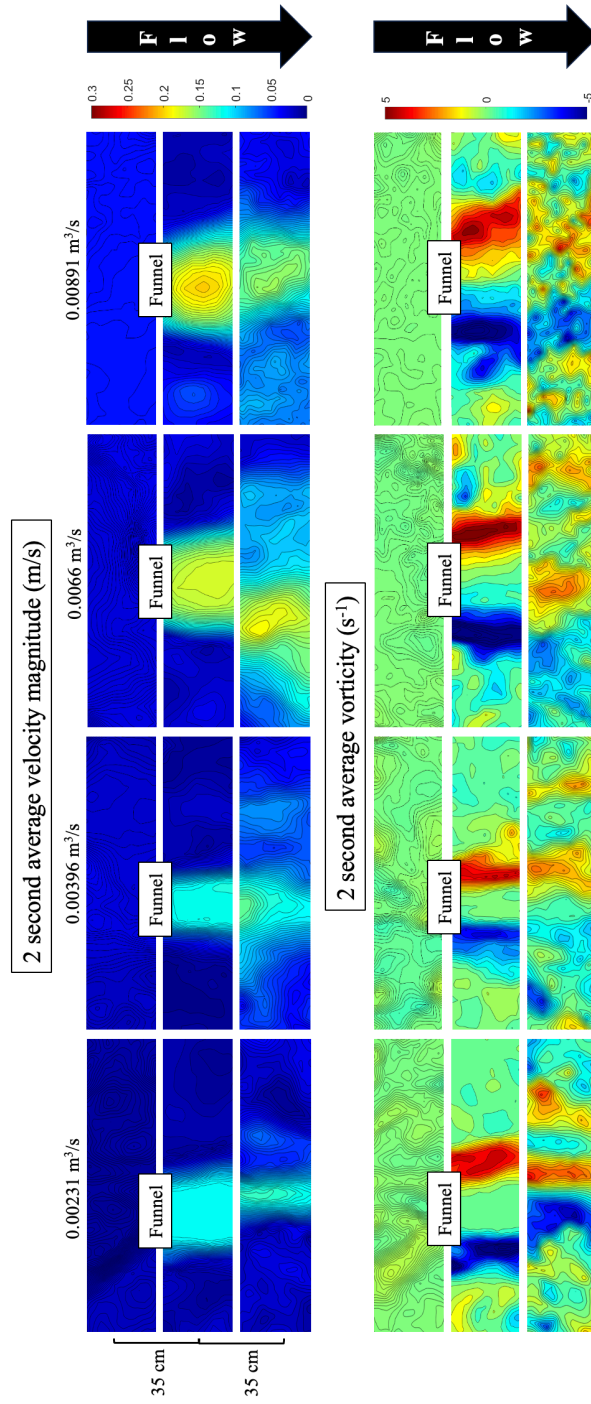 2 second average velocity magnitude (m/s)
0.00231 m³/s
0.00396 m³/s
0.0066 m³/s
0.00891 m³/s
Funnel
Funnel
Funnel
Funnel
35 cm
35 cm
0.3
0.25
0.2
0.15
0.1
0.05
0
Flow
2 second average vorticity (s⁻¹)
Funnel
Funnel
Funnel
Funnel
5
0
-5
Flow